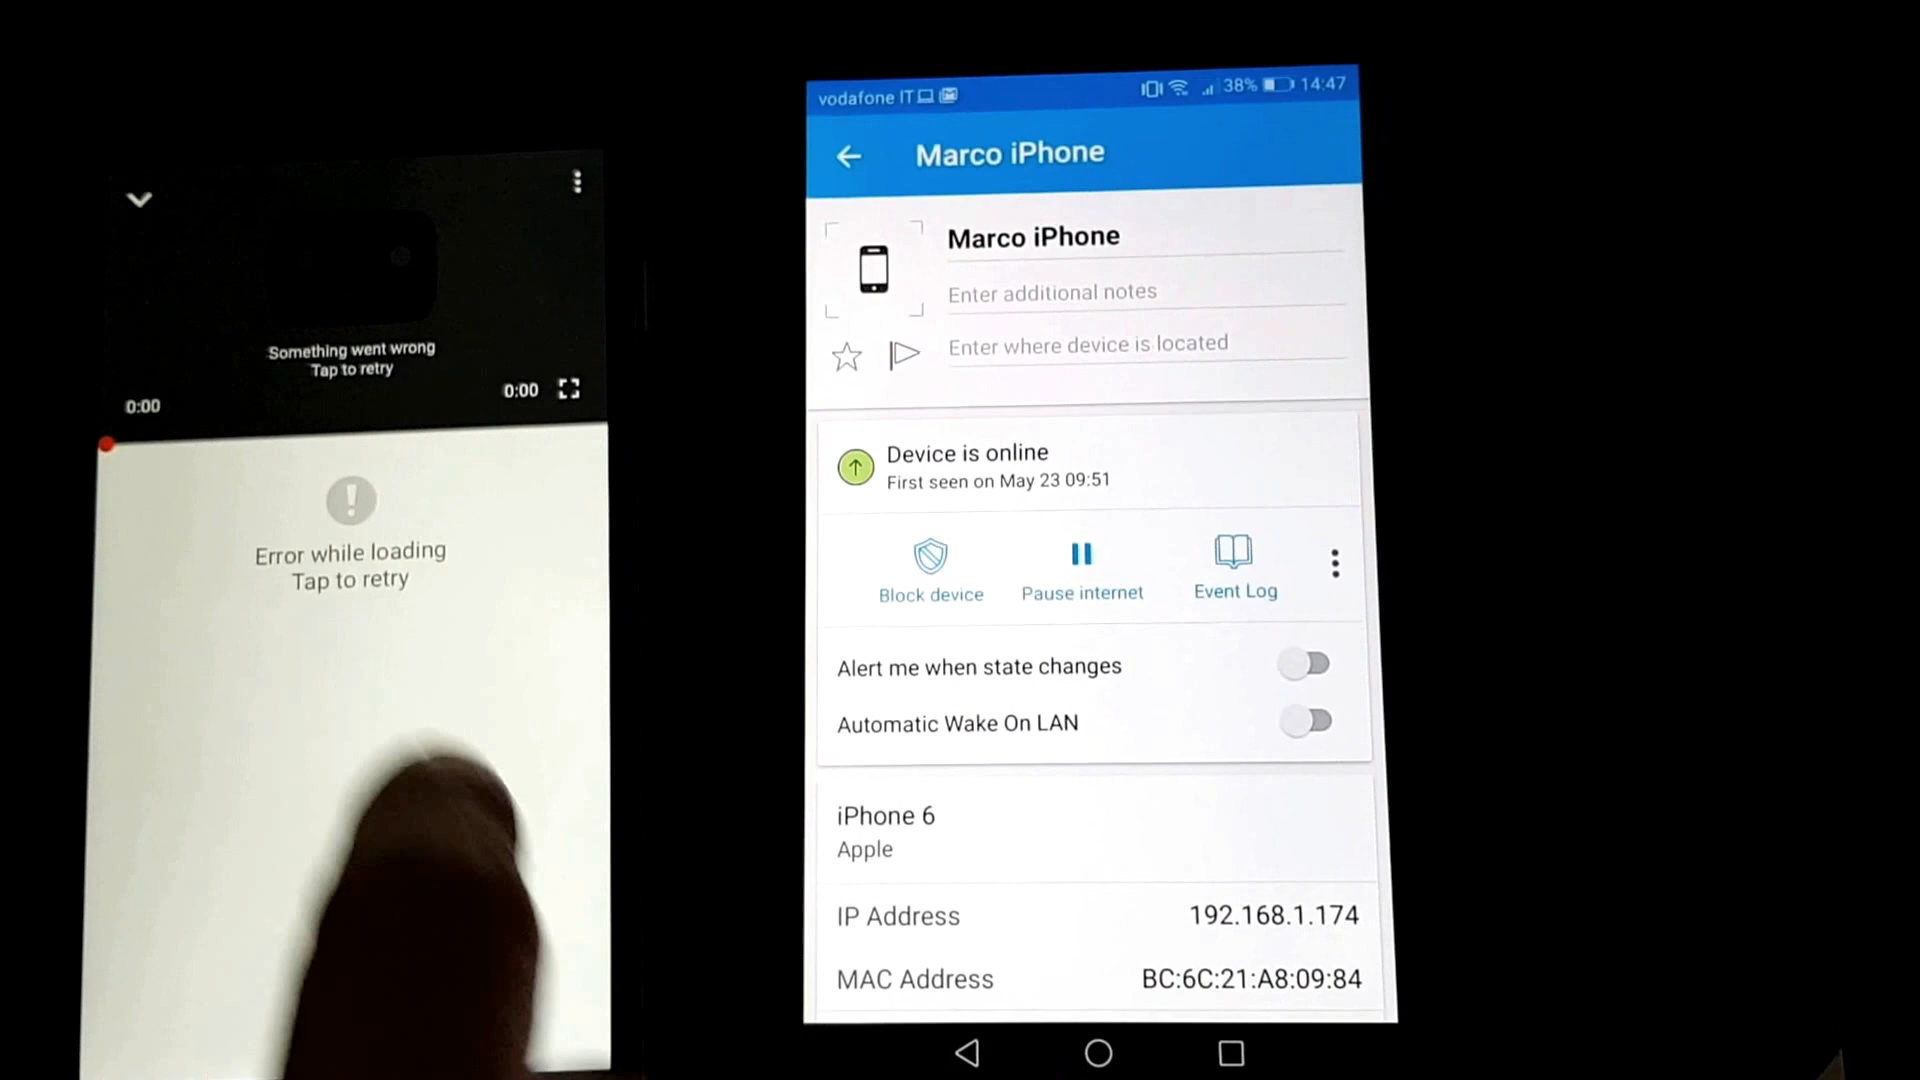 Something went wrong
Tap to retry
0:00
0:00
Error while loading
Tap to retry
vodafone IT
38%
14:47
Marco iPhone
Marco iPhone
Enter additional notes
Enter where device is located
Device is online
First seen on May 23 09:51
Block device
Pause internet
Event Log
Alert me when state changes
Automatic Wake On LAN
iPhone 6
Apple
IP Address 192.168.1.174
MAC Address BC:6C:21:A8:09:84